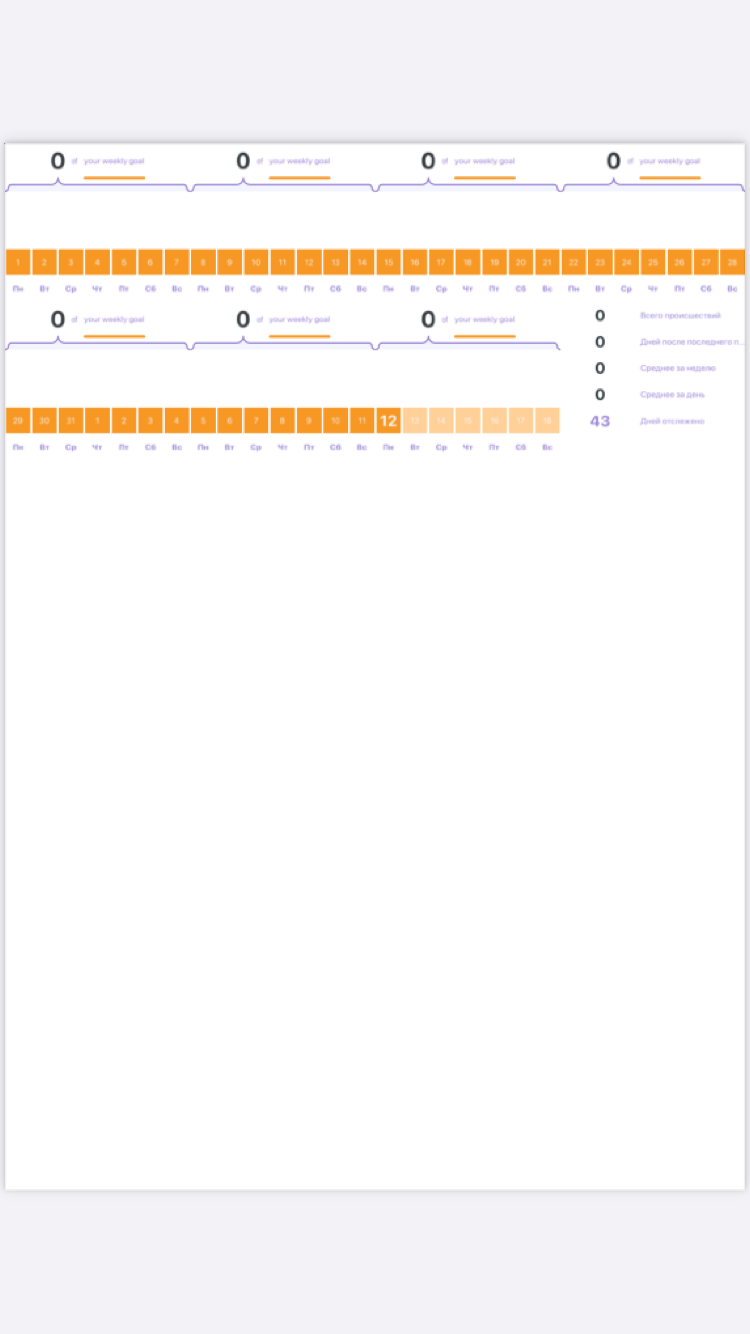 0 of your weekly goal 0 of your weekly goal 0 of your weekly goal 0 of your weekly goal
1 2 3 4 5 6 7 8 9 10 11 12 13 14 15 16 17 18 19 20 21 22 23 24 25 26 27 28
Пн Вт Ср Чт Пт Сб Вс Пн Вт Ср Чт Пт Сб Вс Пн Вт Ср Чт Пт Сб Вс Пн Вт Ср Чт Пт Сб Вс
0 of your weekly goal 0 of your weekly goal 0 of your weekly goal
0 Всего происшествий
0 Дней после последнего п...
0 Среднее за неделю
0 Среднее за день
43 Дней отслежено
29 30 31 1 2 3 4 5 6 7 8 9 10 11 12 13 14 15 16 17 18
Пн Вт Ср Чт Пт Сб Вс Пн Вт Ср Чт Пт Сб Вс Пн Вт Ср Чт Пт Сб Вс